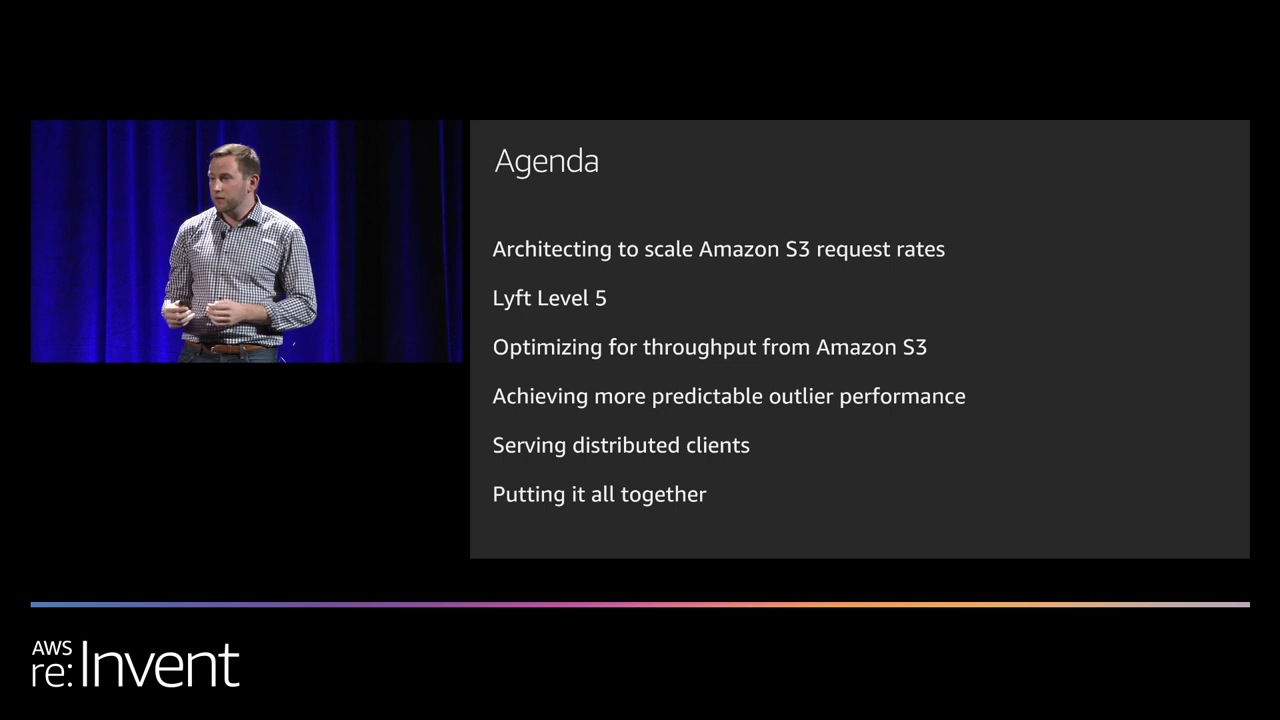 Agenda
Architecting to scale Amazon S3 request rates
Lyft Level 5
Optimizing for throughput from Amazon S3
Achieving more predictable outlier performance
Serving distributed clients
Putting it all together
AWS
re:Invent